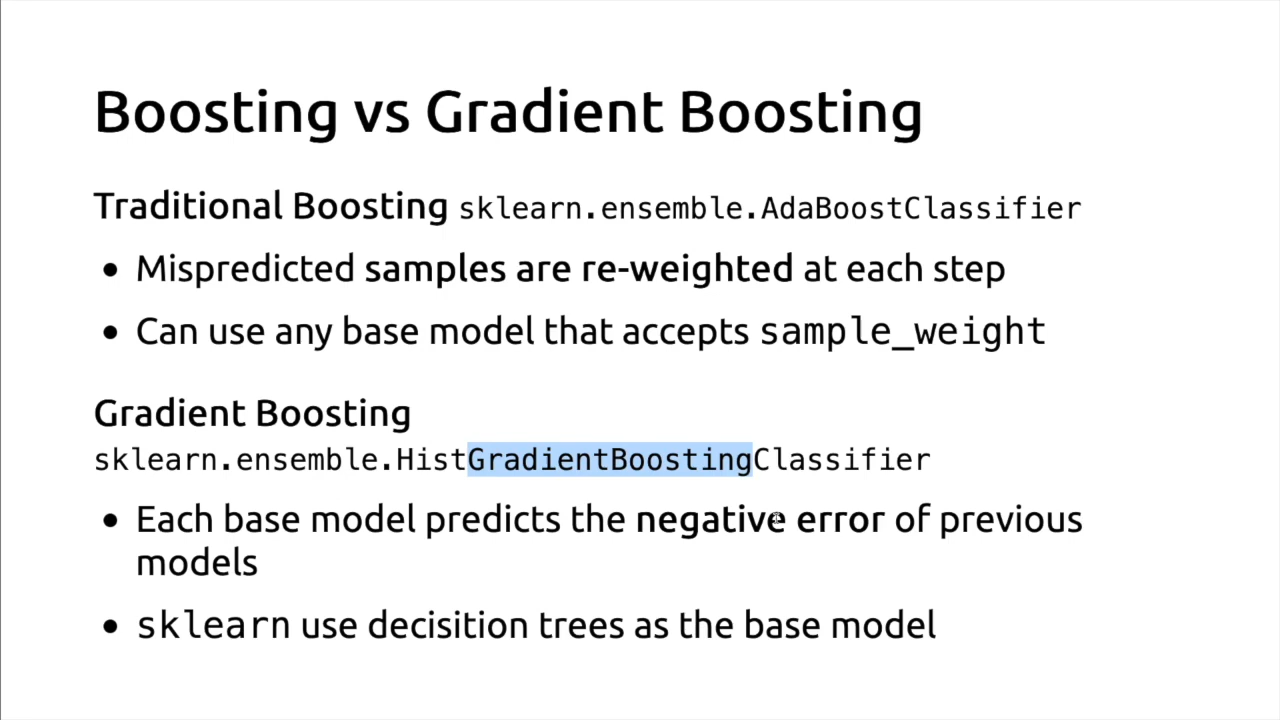 Boosting vs Gradient Boosting
Traditional Boosting sklearn.ensemble.AdaBoostClassifier
• Mispredicted samples are re-weighted at each step
• Can use any base model that accepts sample_weight
Gradient Boosting
sklearn.ensemble.HistGradientBoostingClassifier
• Each base model predicts the negative error of previous
models
• sklearn use decisition trees as the base model